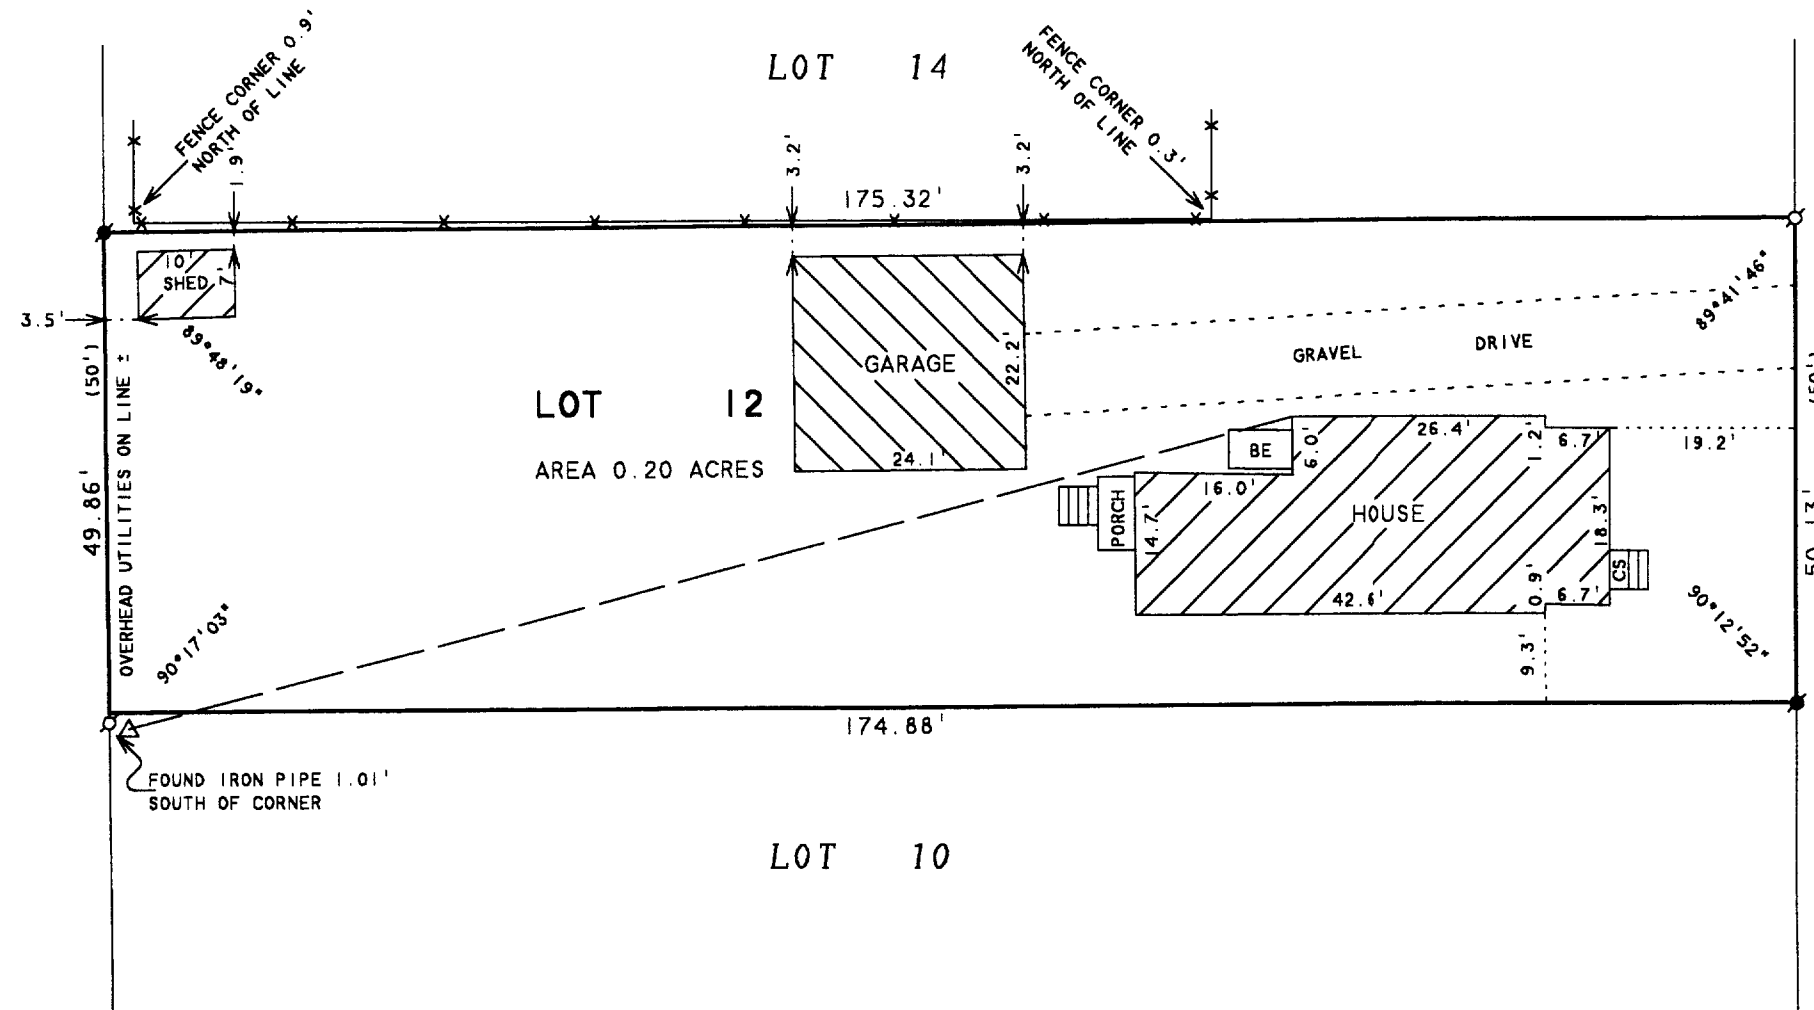 LOT 14
FENCE CORNER 0.9'
NORTH OF LINE
FENCE CORNER 0.3'
NORTH OF LINE
1.9'
3.2'
3.2'
175.32'
10'
SHED
7'
3.5'
89°48'19"
89°41'46"
(50')
49.86'
OVERHEAD UTILITIES ON LINE ±
GARAGE
22.2'
24.1'
GRAVEL DRIVE
LOT 12
AREA 0.20 ACRES
BE
6.0'
26.4'
1.2'
6.7'
19.2'
16.0'
PORCH
14.7'
HOUSE
18.3'
CS
42.6'
0.9'
6.7'
9.3'
50.13'
90°17'03"
90°12'52"
174.88'
FOUND IRON PIPE 1.01'
SOUTH OF CORNER
LOT 10